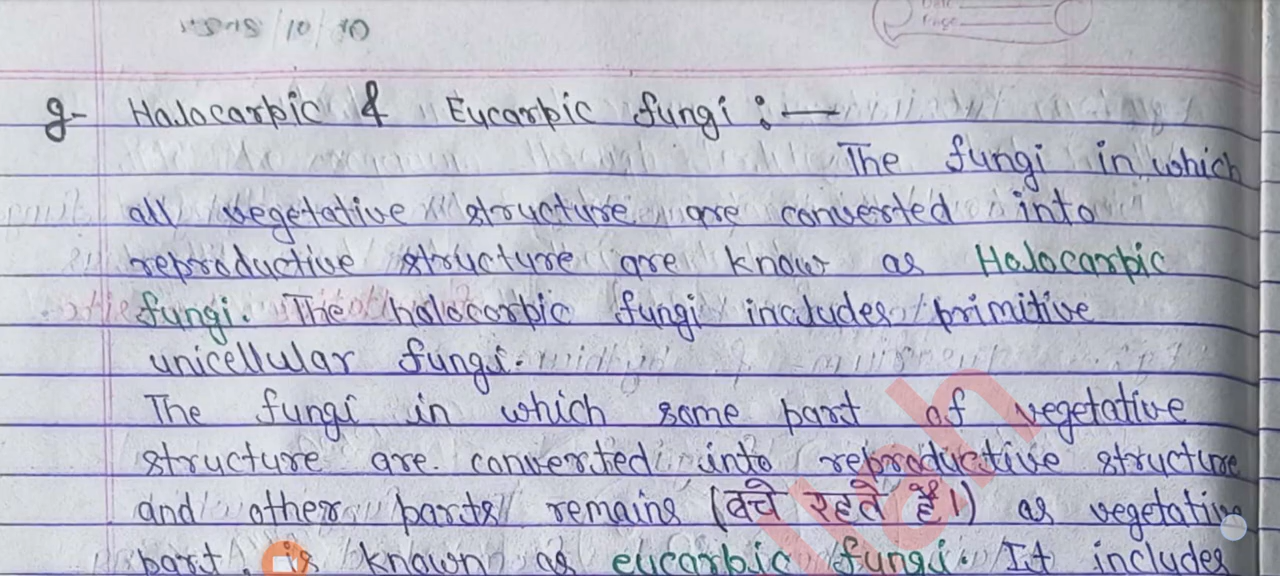 Date
Page
g- Halocarpic & Eucarpic fungi :—
The fungi in which
all vegetative structure are converted into
reproductive structure are know as Halocarpic
fungi. The halocarpic fungi includes primitive
unicellular fungi.
The fungi in which some part of vegetative
structure are converted into reproductive structure
and other parts remains (बचे रहते हैं।) as vegetative
part is known as eucarpic fungi. It includes